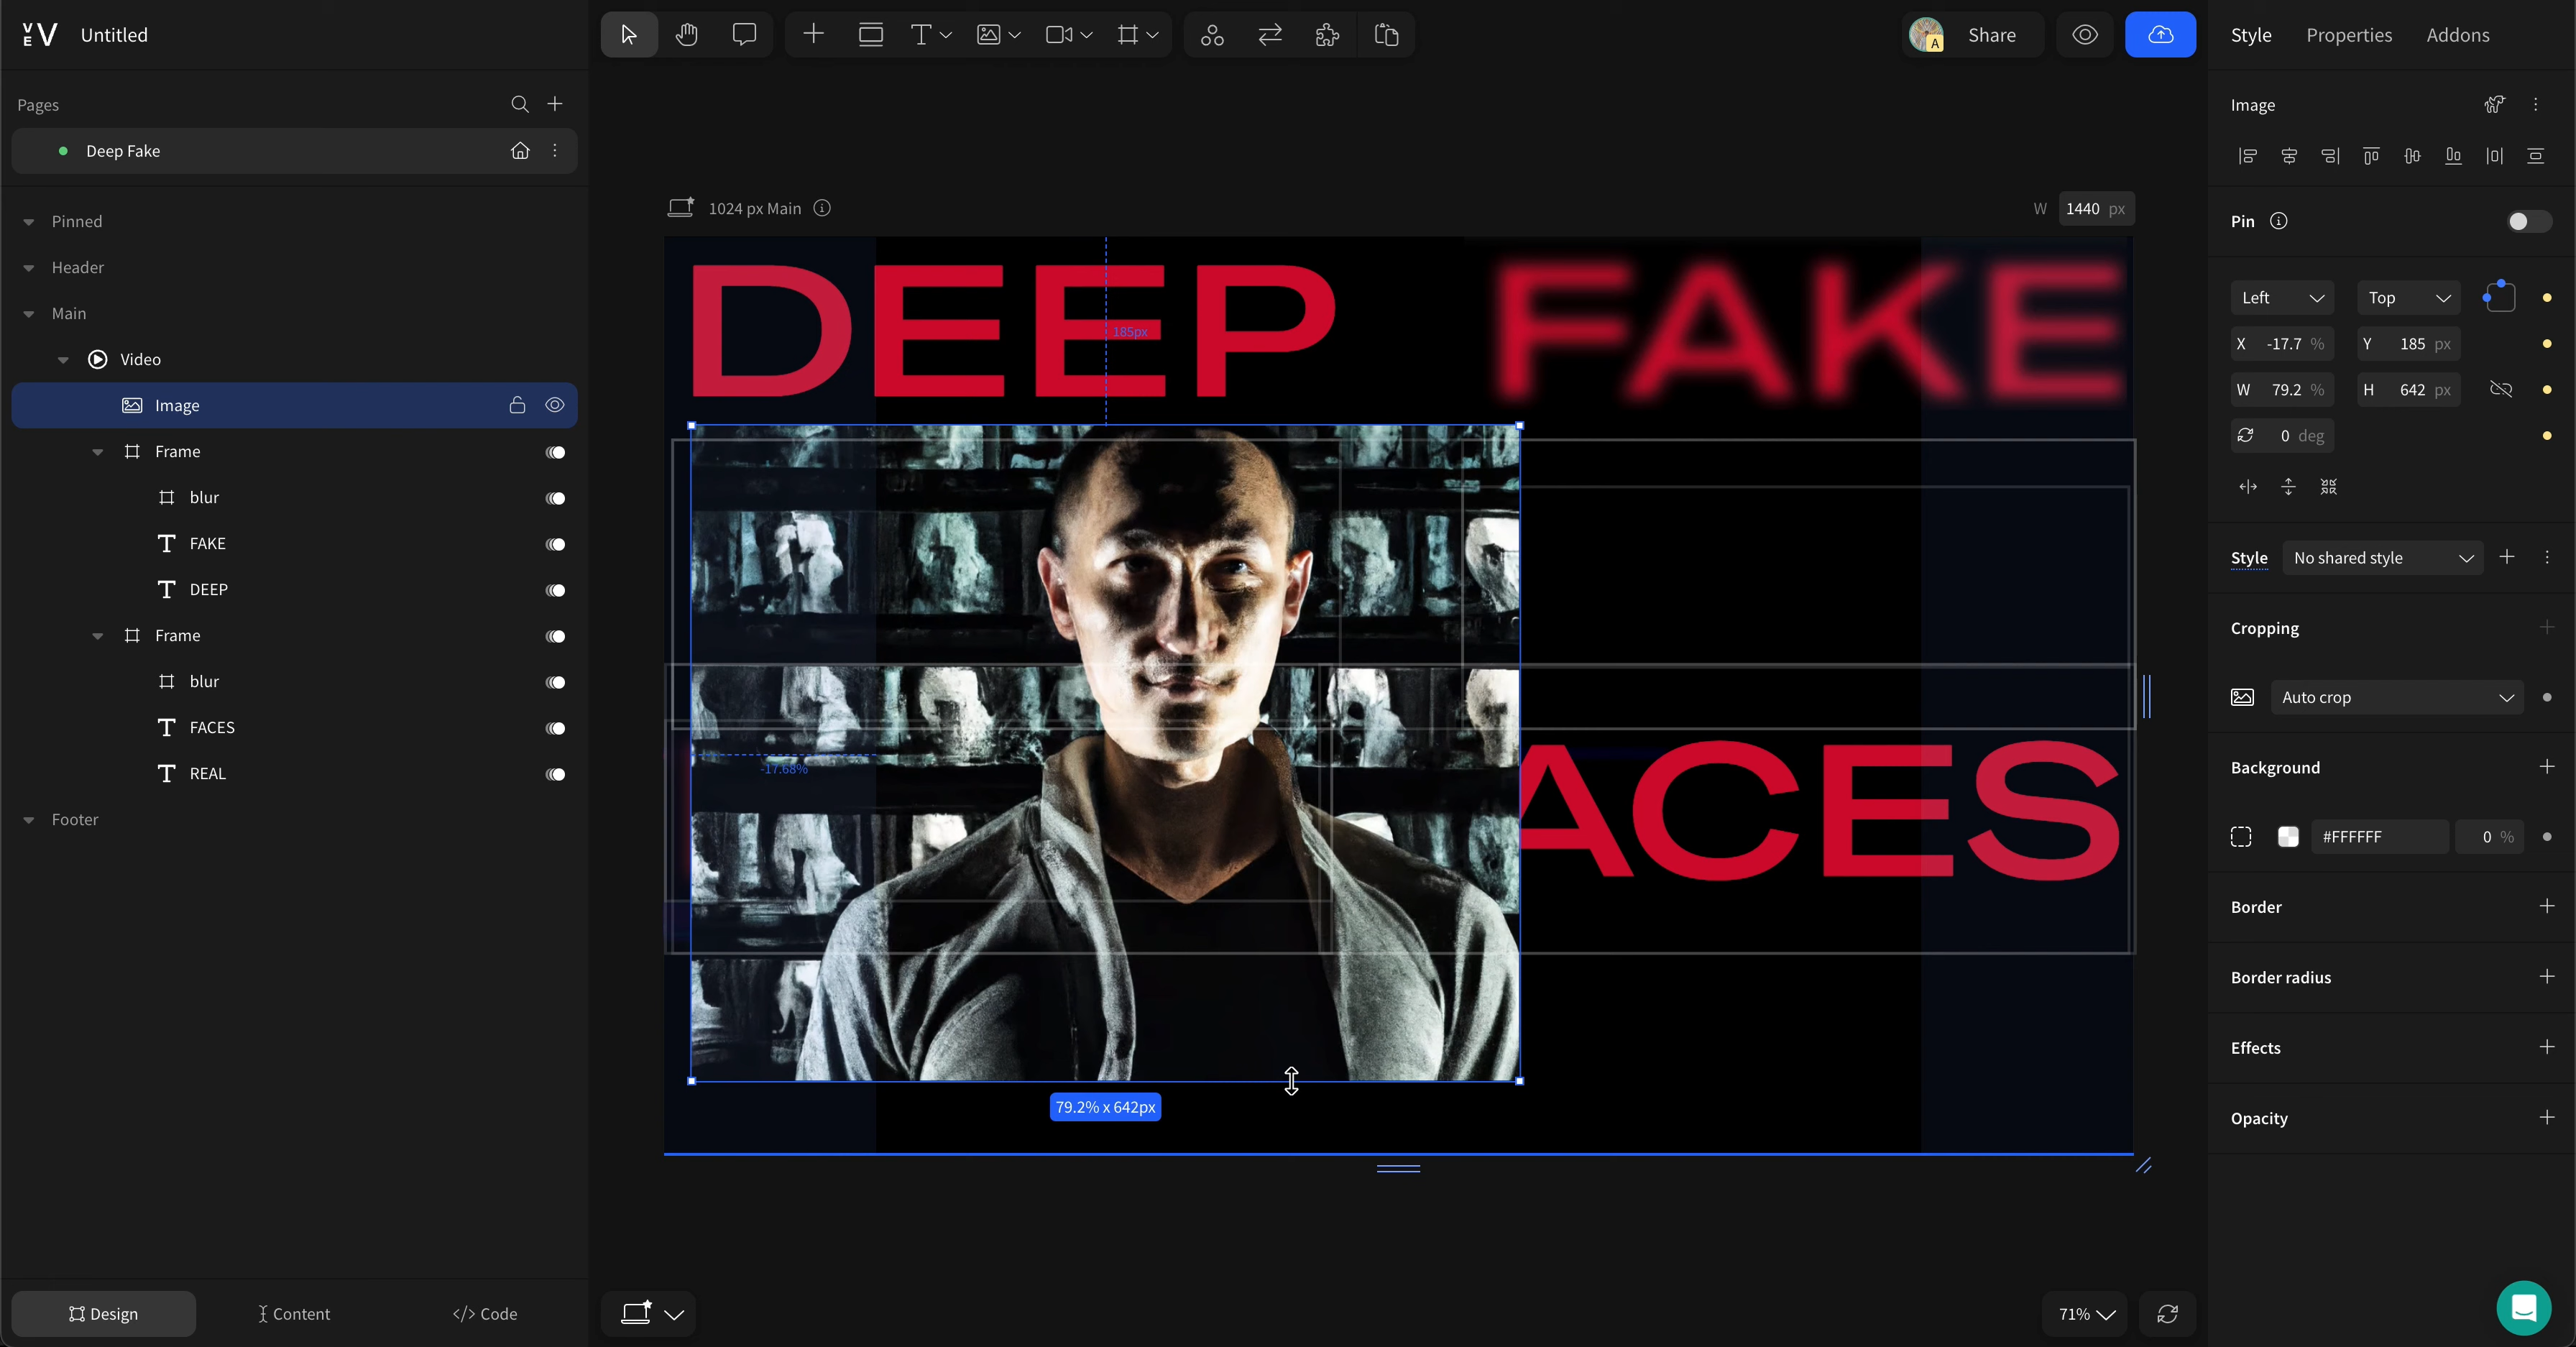 VEV Untitled
Share
Style Properties Addons
Pages
Deep Fake
Pinned
Header
Main
Video
Image
Frame
blur
FAKE
DEEP
Frame
blur
FACES
REAL
Footer
Design
Content
</> Code
1024 px Main
W 1440 px
DEEP FAKE
185px
-17.68%
ACES
79.2% x 642px
71%
A
Image
Pin
Left Top
X -17.7 % Y 185 px
W 79.2 % H 642 px
0 deg
Style No shared style
Cropping
Auto crop
Background
#FFFFFF 0 %
Border
Border radius
Effects
Opacity